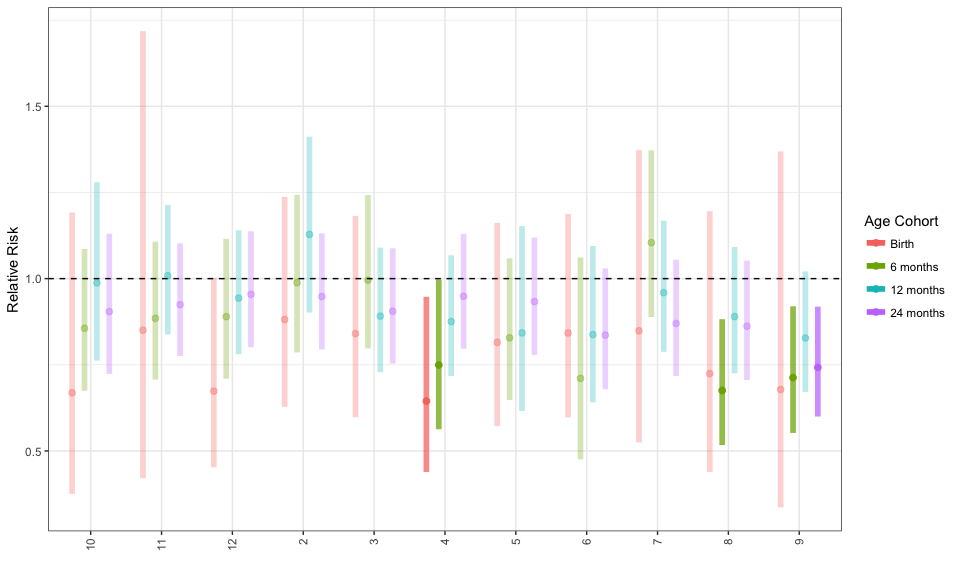 Relative Risk
1.5
1.0
0.5
10 11 12 2 3 4 5 6 7 8 9
Age Cohort
Birth
6 months
12 months
24 months